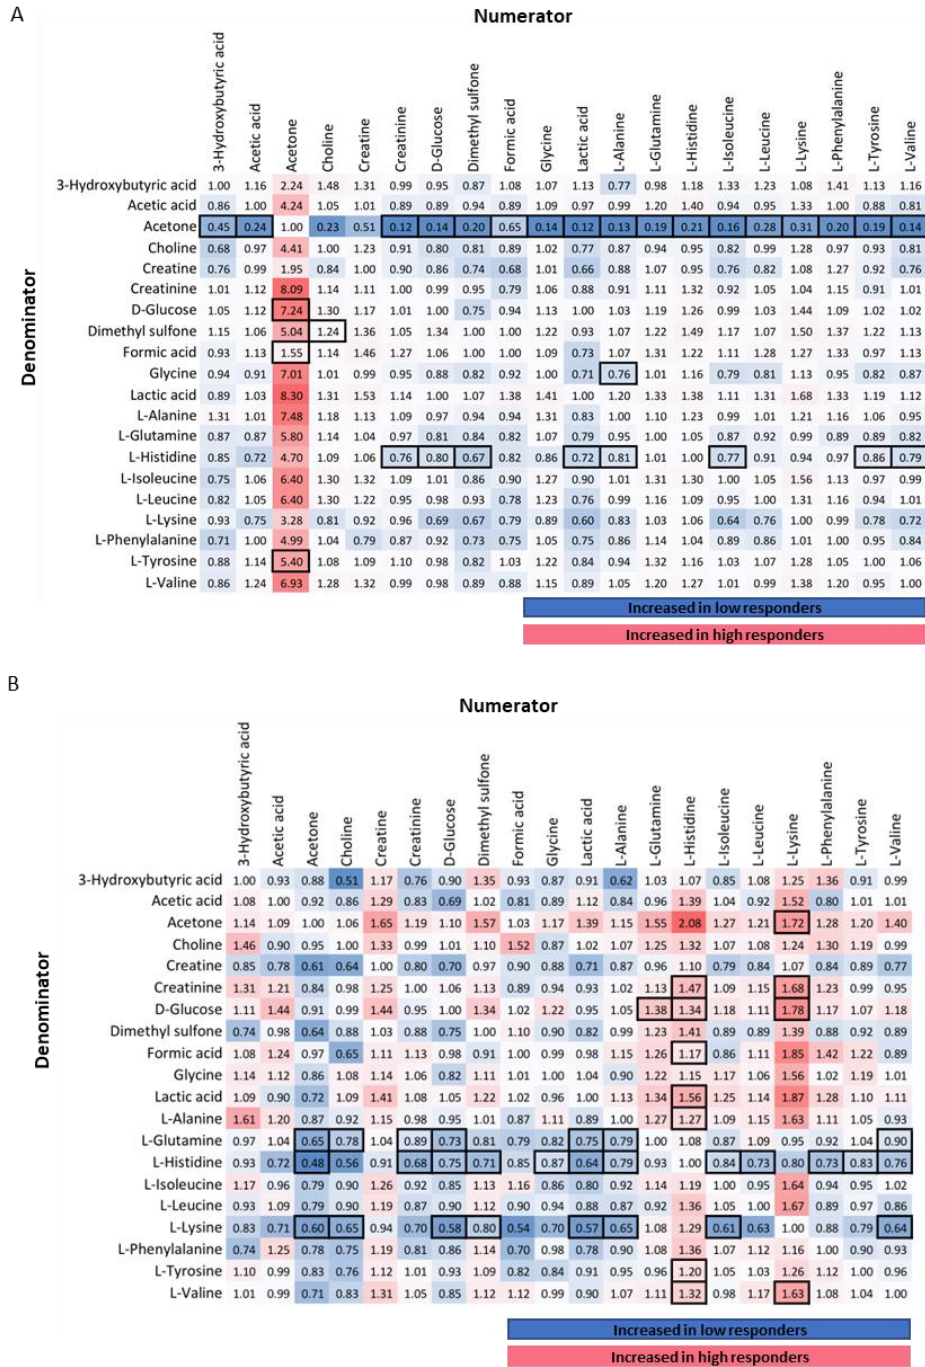 A
Numerator
3-Hydroxybutyric acid Acetic acid Acetone Choline Creatine Creatinine D-Glucose Dimethyl sulfone Formic acid Glycine Lactic acid L-Alanine L-Glutamine L-Histidine L-Isoleucine L-Leucine L-Lysine L-Phenylalanine L-Tyrosine L-Valine
Denominator
3-Hydroxybutyric acid 1.00 1.16 2.24 1.48 1.31 0.99 0.95 0.87 1.08 1.07 1.13 0.77 0.98 1.18 1.33 1.23 1.08 1.41 1.13 1.16
Acetic acid 0.86 1.00 4.24 1.05 1.01 0.89 0.89 0.94 0.89 1.09 0.97 0.99 1.20 1.40 0.94 0.95 1.33 1.00 0.88 0.81
Acetone 0.45 0.24 1.00 0.23 0.51 0.12 0.14 0.20 0.65 0.14 0.12 0.13 0.19 0.21 0.16 0.28 0.31 0.20 0.19 0.14
Choline 0.68 0.97 4.41 1.00 1.23 0.91 0.80 0.81 0.89 1.02 0.77 0.87 0.94 0.95 0.82 0.99 1.28 0.97 0.93 0.81
Creatine 0.76 0.99 1.95 0.84 1.00 0.90 0.86 0.74 0.68 1.01 0.66 0.88 1.07 0.95 0.76 0.82 1.08 1.27 0.92 0.76
Creatinine 1.01 1.12 8.09 1.14 1.11 1.00 0.99 0.95 0.79 1.06 0.88 0.91 1.11 1.32 0.92 1.05 1.04 1.15 0.91 1.01
D-Glucose 1.05 1.12 7.24 1.30 1.17 1.01 1.00 0.75 0.94 1.13 1.00 1.03 1.19 1.26 0.99 1.03 1.44 1.09 1.02 1.02
Dimethyl sulfone 1.15 1.06 5.04 1.24 1.36 1.05 1.34 1.00 1.00 1.22 0.93 1.07 1.22 1.49 1.17 1.07 1.50 1.37 1.22 1.13
Formic acid 0.93 1.13 1.55 1.14 1.46 1.27 1.06 1.00 1.00 1.09 0.73 1.07 1.31 1.22 1.11 1.28 1.27 1.33 0.97 1.13
Glycine 0.94 0.91 7.01 1.01 0.99 0.95 0.88 0.82 0.92 1.00 0.71 0.76 1.01 1.16 0.79 0.81 1.13 0.95 0.82 0.87
Lactic acid 0.89 1.03 8.30 1.31 1.53 1.14 1.00 1.07 1.38 1.41 1.00 1.20 1.33 1.38 1.11 1.31 1.68 1.33 1.19 1.12
L-Alanine 1.31 1.01 7.48 1.18 1.13 1.09 0.97 0.94 0.94 1.31 0.83 1.00 1.10 1.23 0.99 1.01 1.21 1.16 1.06 0.95
L-Glutamine 0.87 0.87 5.80 1.14 1.04 0.97 0.81 0.84 0.82 1.07 0.79 0.95 1.00 1.05 0.87 0.92 0.99 0.89 0.89 0.82
L-Histidine 0.85 0.72 4.70 1.09 1.06 0.76 0.80 0.67 0.82 0.86 0.72 0.81 1.01 1.00 0.77 0.91 0.94 0.97 0.86 0.79
L-Isoleucine 0.75 1.06 6.40 1.30 1.32 1.09 1.01 0.86 0.90 1.27 0.90 1.01 1.31 1.30 1.00 1.05 1.56 1.13 0.97 0.99
L-Leucine 0.82 1.05 6.40 1.30 1.22 0.95 0.98 0.93 0.78 1.23 0.76 0.99 1.16 1.09 0.95 1.00 1.31 1.16 0.94 1.01
L-Lysine 0.93 0.75 3.28 0.81 0.92 0.96 0.69 0.67 0.79 0.89 0.60 0.83 1.03 1.06 0.64 0.76 1.00 0.99 0.78 0.72
L-Phenylalanine 0.71 1.00 4.99 1.04 0.79 0.87 0.92 0.73 0.75 1.05 0.75 0.86 1.14 1.04 0.89 0.86 1.01 1.00 0.95 0.84
L-Tyrosine 0.88 1.14 5.40 1.08 1.09 1.10 0.98 0.82 1.03 1.22 0.84 0.94 1.32 1.16 1.03 1.07 1.28 1.05 1.00 1.06
L-Valine 0.86 1.24 6.93 1.28 1.32 0.99 0.98 0.89 0.88 1.15 0.89 1.05 1.20 1.27 1.01 0.99 1.38 1.20 0.95 1.00
Increased in low responders
Increased in high responders
B
Numerator
3-Hydroxybutyric acid Acetic acid Acetone Choline Creatine Creatinine D-Glucose Dimethyl sulfone Formic acid Glycine Lactic acid L-Alanine L-Glutamine L-Histidine L-Isoleucine L-Leucine L-Lysine L-Phenylalanine L-Tyrosine L-Valine
Denominator
3-Hydroxybutyric acid 1.00 0.93 0.88 0.51 1.17 0.76 0.90 1.35 0.93 0.87 0.91 0.62 1.03 1.07 0.85 1.08 1.25 1.36 0.91 0.99
Acetic acid 1.08 1.00 0.92 0.86 1.29 0.83 0.69 1.02 0.81 0.89 1.12 0.84 0.96 1.39 1.04 0.92 1.52 0.80 1.01 1.01
Acetone 1.14 1.09 1.00 1.06 1.65 1.19 1.10 1.57 1.03 1.17 1.39 1.15 1.55 2.08 1.27 1.21 1.72 1.28 1.20 1.40
Choline 1.46 0.90 0.95 1.00 1.33 0.99 1.01 1.10 1.52 0.87 1.02 1.07 1.25 1.32 1.07 1.08 1.24 1.30 1.19 0.99
Creatine 0.85 0.78 0.61 0.64 1.00 0.80 0.70 0.97 0.90 0.88 0.71 0.87 0.96 1.10 0.79 0.84 1.07 0.84 0.89 0.77
Creatinine 1.31 1.21 0.84 0.98 1.25 1.00 1.06 1.13 0.89 0.94 0.93 1.02 1.13 1.47 1.09 1.15 1.68 1.23 0.99 0.95
D-Glucose 1.11 1.44 0.91 0.99 1.44 0.95 1.00 1.34 1.02 1.22 0.95 1.05 1.38 1.34 1.18 1.11 1.78 1.17 1.07 1.18
Dimethyl sulfone 0.74 0.98 0.64 0.88 1.03 0.88 0.75 1.00 1.10 0.90 0.82 0.99 1.23 1.41 0.89 0.89 1.39 0.88 0.92 0.89
Formic acid 1.08 1.24 0.97 0.65 1.11 1.13 0.98 0.91 1.00 0.99 0.98 1.15 1.26 1.17 0.86 1.11 1.85 1.42 1.22 0.89
Glycine 1.14 1.12 0.86 1.08 1.14 1.06 0.82 1.11 1.01 1.00 1.04 0.90 1.22 1.15 1.17 1.06 1.56 1.02 1.19 1.01
Lactic acid 1.09 0.90 0.72 1.09 1.41 1.08 1.05 1.22 1.02 0.96 1.00 1.13 1.34 1.56 1.25 1.14 1.87 1.28 1.10 1.11
L-Alanine 1.61 1.20 0.87 0.92 1.15 0.98 0.95 1.01 0.87 1.11 0.89 1.00 1.27 1.27 1.09 1.15 1.63 1.11 1.05 0.93
L-Glutamine 0.97 1.04 0.65 0.78 1.04 0.89 0.73 0.81 0.79 0.82 0.75 0.79 1.00 1.08 0.87 1.09 0.95 0.92 1.04 0.90
L-Histidine 0.93 0.72 0.48 0.56 0.91 0.68 0.75 0.71 0.85 0.87 0.64 0.79 0.93 1.00 0.84 0.73 0.80 0.73 0.83 0.76
L-Isoleucine 1.17 0.96 0.79 0.90 1.26 0.92 0.85 1.13 1.16 0.86 0.80 0.92 1.14 1.19 1.00 0.95 1.64 0.94 0.95 1.02
L-Leucine 0.93 1.09 0.79 0.90 1.19 0.87 0.90 1.12 0.90 0.94 0.88 0.87 0.92 1.36 1.05 1.00 1.67 0.89 0.97 0.86
L-Lysine 0.83 0.71 0.60 0.65 0.94 0.70 0.58 0.80 0.54 0.70 0.57 0.65 1.08 1.29 0.61 0.63 1.00 0.88 0.79 0.64
L-Phenylalanine 0.74 1.25 0.78 0.75 1.19 0.81 0.86 1.14 0.70 0.98 0.78 0.90 1.08 1.36 1.07 1.12 1.16 1.00 0.90 0.93
L-Tyrosine 1.10 0.99 0.83 0.76 1.12 1.01 0.93 1.09 0.82 0.84 0.91 0.95 0.96 1.20 1.05 1.03 1.26 1.12 1.00 0.96
L-Valine 1.01 0.99 0.71 0.83 1.31 1.05 0.85 1.12 1.12 0.99 0.90 1.07 1.11 1.32 0.98 1.17 1.63 1.08 1.04 1.00
Increased in low responders
Increased in high responders